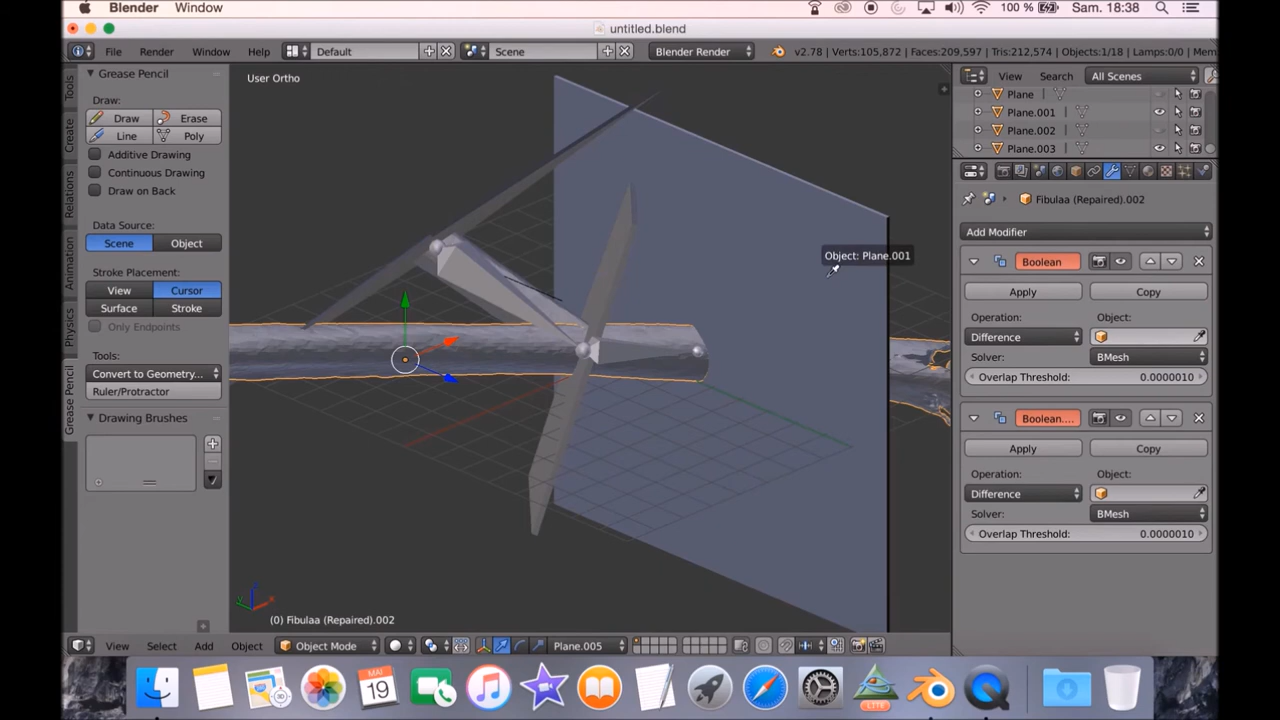 Blender Window 100 % Sam. 18:38
untitled.blend
File Render Window Help Default Scene Blender Render v2.78 | Verts:105,872 | Faces:209,597 | Tris:212,574 | Objects:1/18 | Lamps:0/0 | Mem
Grease Pencil
Draw:
Draw Erase
Line Poly
Additive Drawing
Continuous Drawing
Draw on Back
Data Source:
Scene Object
Stroke Placement:
View Cursor
Surface Stroke
Only Endpoints
Tools:
Convert to Geometry...
Ruler/Protractor
Drawing Brushes
Tools
Create
Relations
Animation
Physics
Grease Pencil
User Ortho
Object: Plane.001
(0) Fibulaa (Repaired).002
View Select Add Object Object Mode Plane.005
View Search All Scenes
Plane
Plane.001
Plane.002
Plane.003
Fibulaa (Repaired).002
Add Modifier
Boolean
Apply Copy
Operation: Object:
Difference
Solver: BMesh
Overlap Threshold: 0.0000010
Boolean....
Apply Copy
Operation: Object:
Difference
Solver: BMesh
Overlap Threshold: 0.0000010
MAI
19
LITE